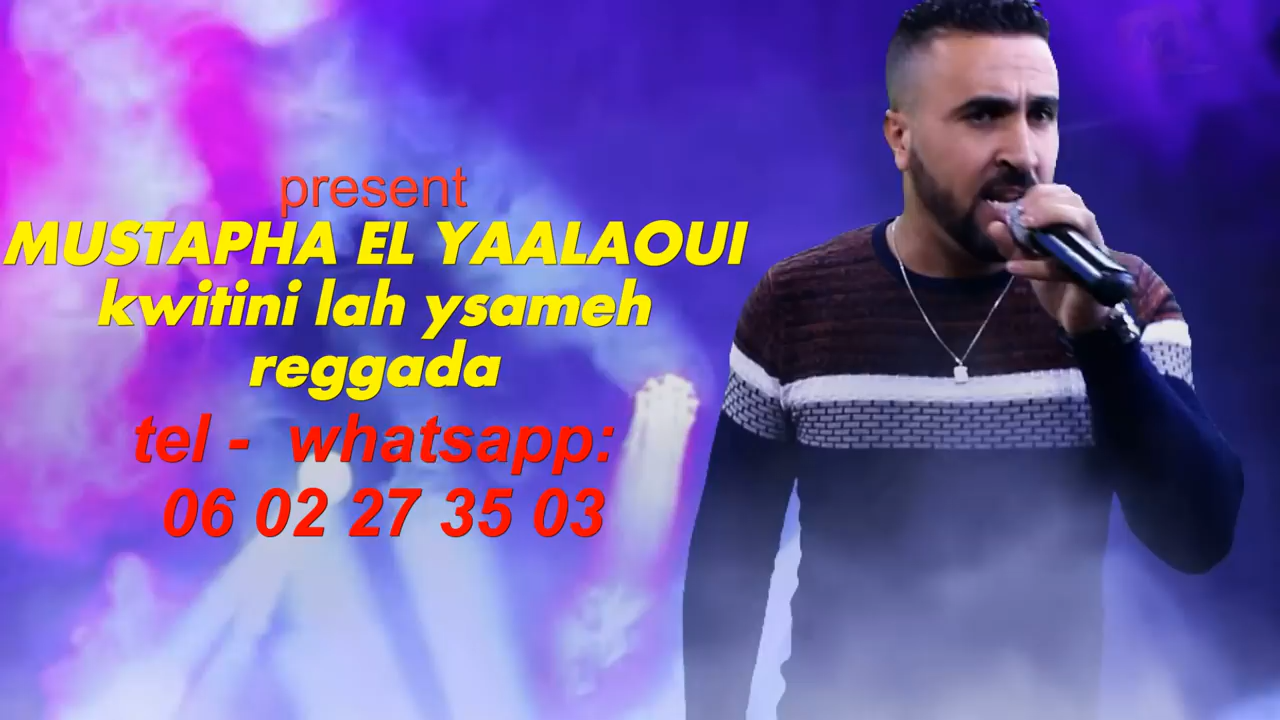 present
MUSTAPHA EL YAALAOUI
kwitini lah ysameh
reggada
tel - whatsapp:
06 02 27 35 03